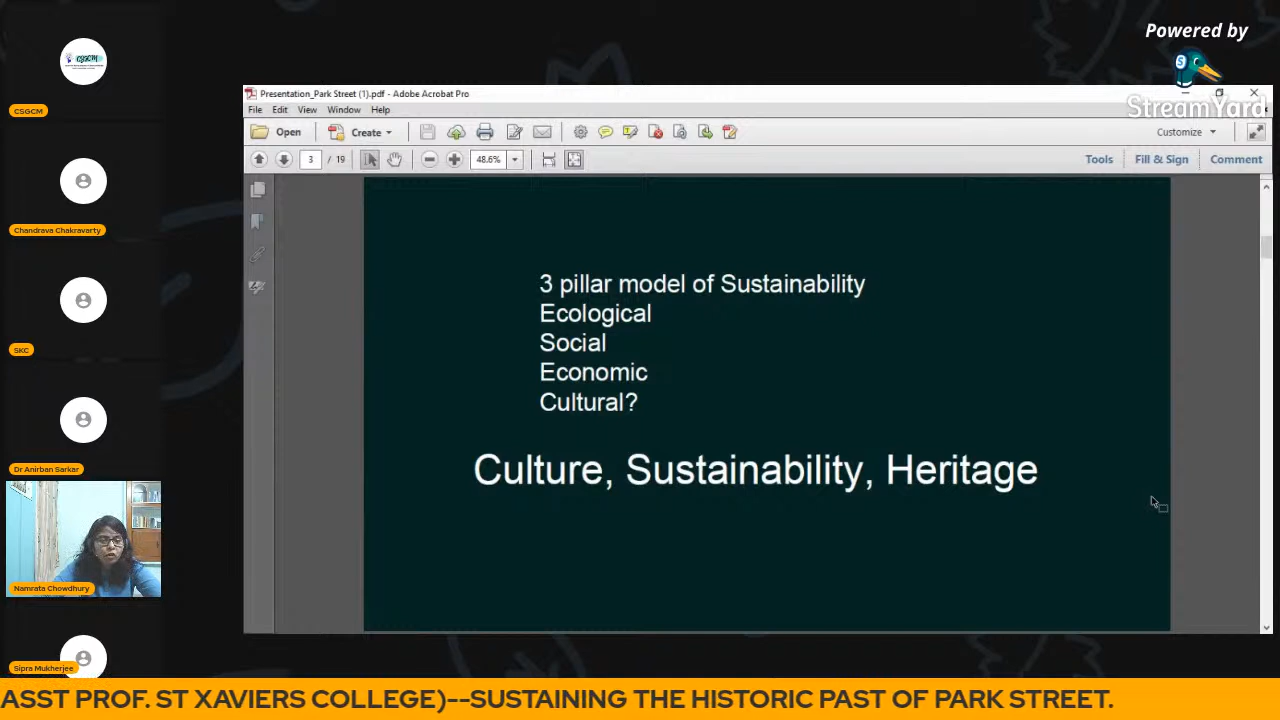 Powered by
StreamYard
CSGCM
CSGCM
Chandrava Chakravarty
SKC
Dr Anirban Sarkar
Namrata Chowdhury
Sipra Mukherjee
Presentation_Park Street (1).pdf - Adobe Acrobat Pro
File Edit View Window Help
Open Create Customize
3 / 19 48.6% Tools Fill & Sign Comment
3 pillar model of Sustainability
Ecological
Social
Economic
Cultural?
Culture, Sustainability, Heritage
ASST PROF. ST XAVIERS COLLEGE)--SUSTAINING THE HISTORIC PAST OF PARK STREET.